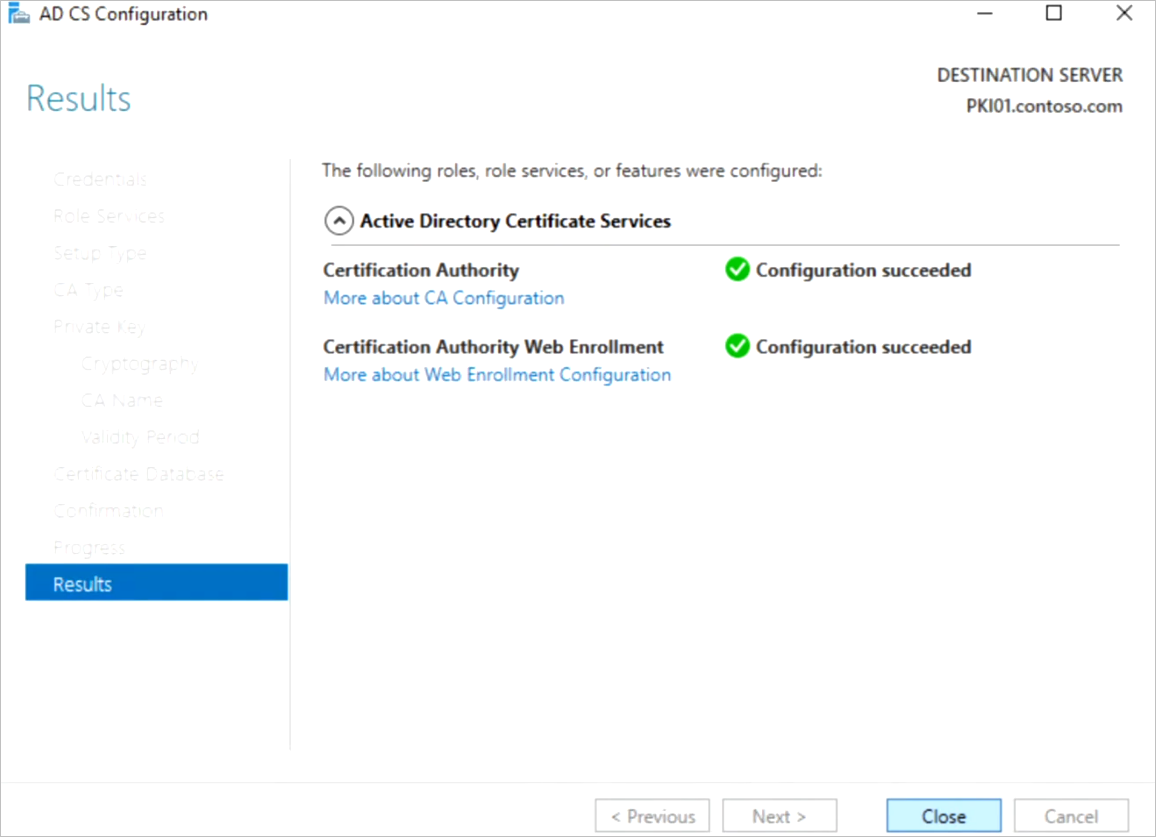 AD CS Configuration
Results
DESTINATION SERVER
PKI01.contoso.com
Credentials
Role Services
Setup Type
CA Type
Private Key
Cryptography
CA Name
Validity Period
Certificate Database
Confirmation
Progress
Results
The following roles, role services, or features were configured:
Active Directory Certificate Services
Certification Authority
Configuration succeeded
More about CA Configuration
Certification Authority Web Enrollment
Configuration succeeded
More about Web Enrollment Configuration
< Previous
Next >
Close
Cancel